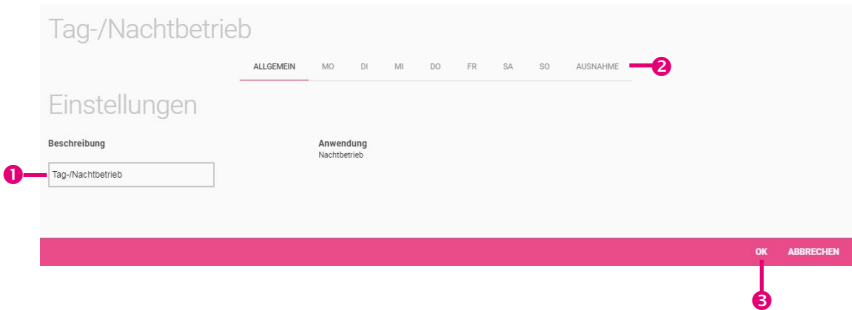 Tag-/Nachtbetrieb
ALLGEMEIN MO DI MI DO FR SA SO AUSNAHME 2
Einstellungen
Beschreibung Anwendung
Nachtbetrieb
1 Tag-/Nachtbetrieb
OK ABBRECHEN
3